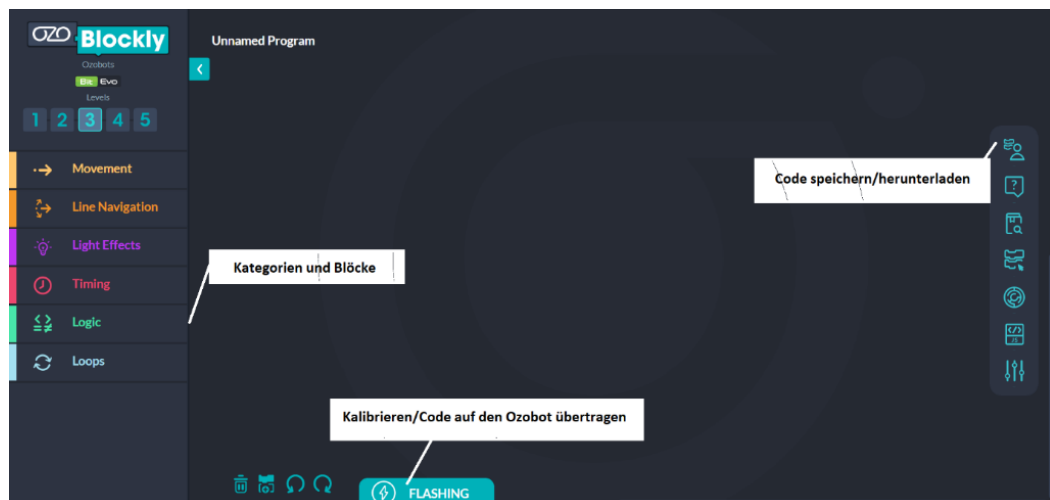 OZO Blockly
Unnamed Program
Ozobots
Bit Evo
Levels
1 2 3 4 5
Movement
Line Navigation
Light Effects
Timing
Logic
Loops
Kategorien und Blöcke
Code speichern/herunterladen
Kalibrieren/Code auf den Ozobot übertragen
FLASHING
?
</> JS